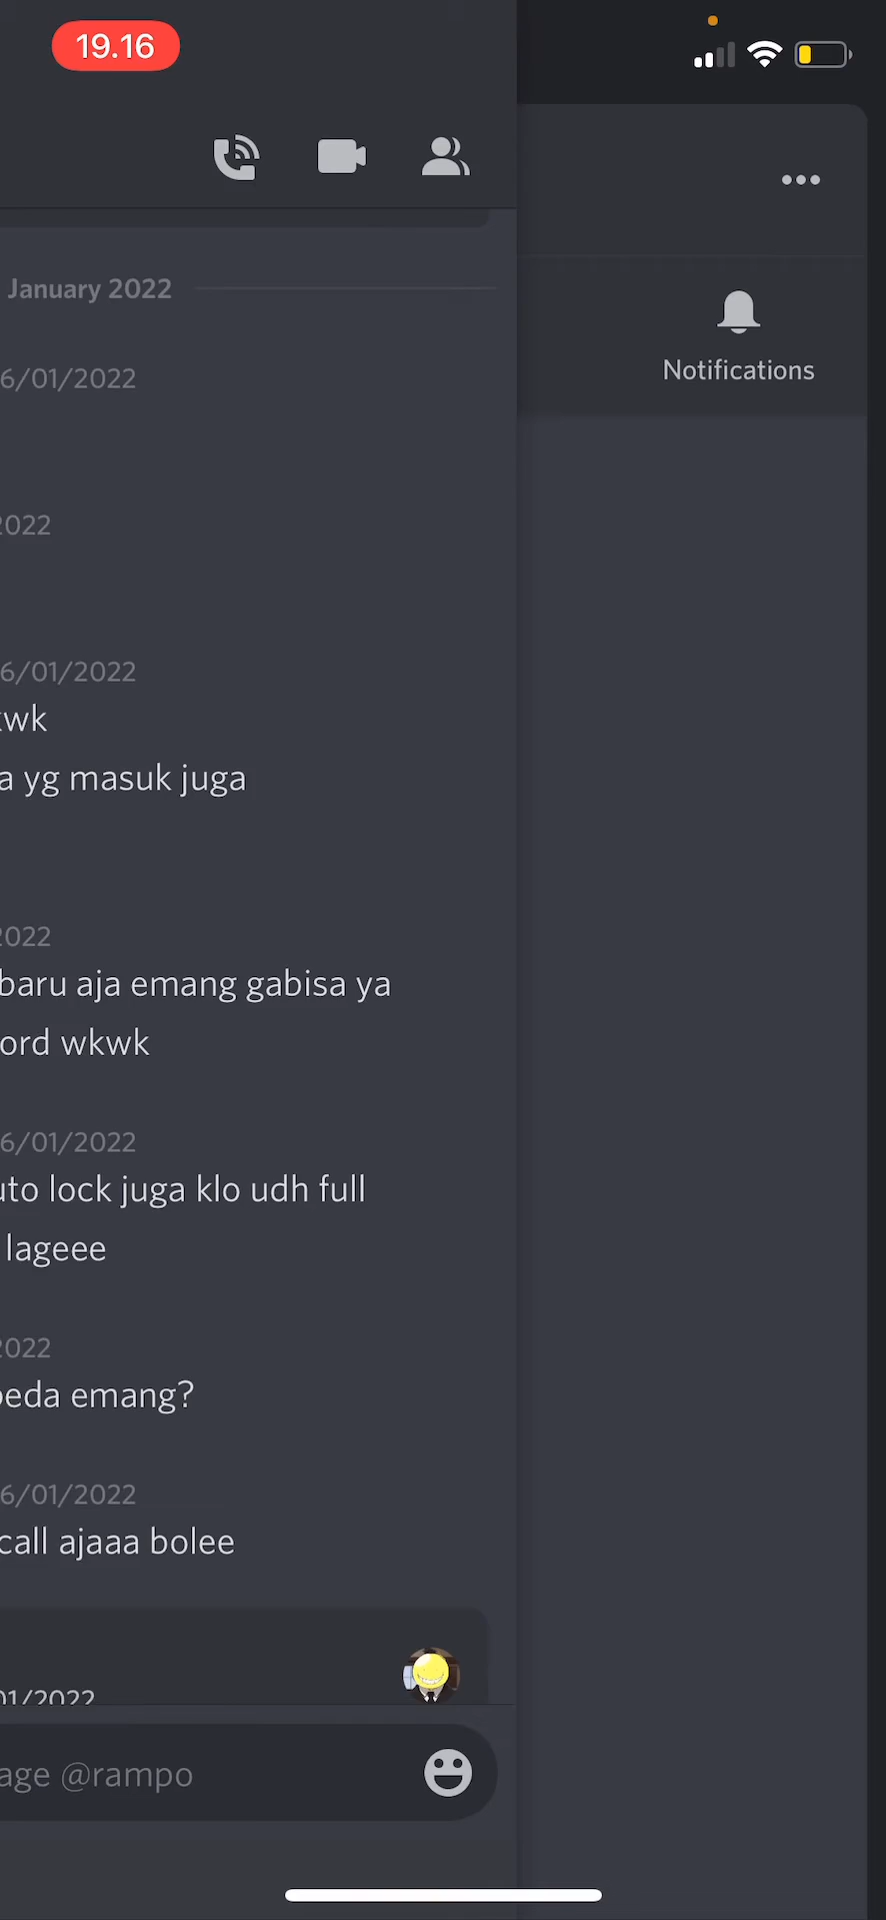 19.16
January 2022
Notifications
6/01/2022
2022
6/01/2022
kwk
a yg masuk juga
2022
baru aja emang gabisa ya
ord wkwk
6/01/2022
uto lock juga klo udh full
lageee
2022
beda emang?
6/01/2022
call ajaaa bolee
01/2022
age @rampo